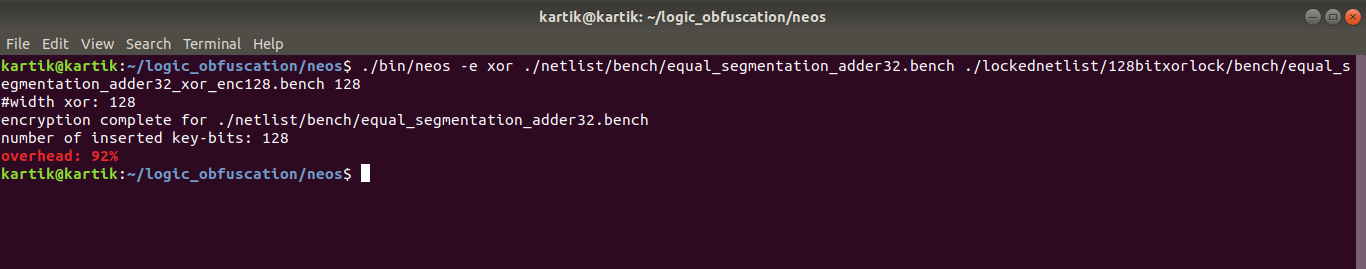 kartik@kartik: ~/logic_obfuscation/neos
File Edit View Search Terminal Help
kartik@kartik:~/logic_obfuscation/neos$ ./bin/neos -e xor ./netlist/bench/equal_segmentation_adder32.bench ./lockednetlist/128bitxorlock/bench/equal_s
egmentation_adder32_xor_enc128.bench 128
#width xor: 128
encryption complete for ./netlist/bench/equal_segmentation_adder32.bench
number of inserted key-bits: 128
overhead: 92%
kartik@kartik:~/logic_obfuscation/neos$